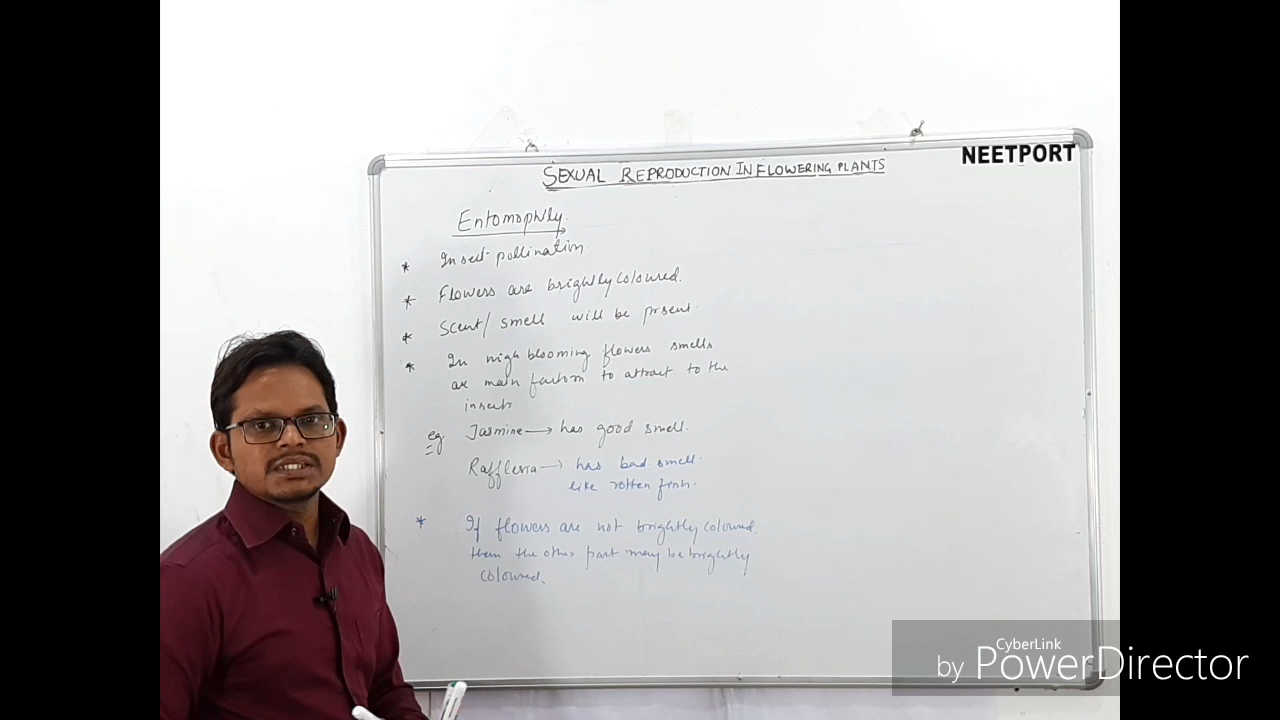 NEETPORT
SEXUAL REPRODUCTION IN FLOWERING PLANTS
Entomophily
* Insect pollination
* Flowers are brightly coloured.
* Scent/ smell will be present.
* In nigh blooming flowers smells
are main factors to attract to the
insects
eg. Jasmine → has good smell.
Rafflesia → has bad smell.
like rotten fish.
* If flowers are not brightly coloured.
then the other part may be brightly
coloured.
CyberLink
by PowerDirector